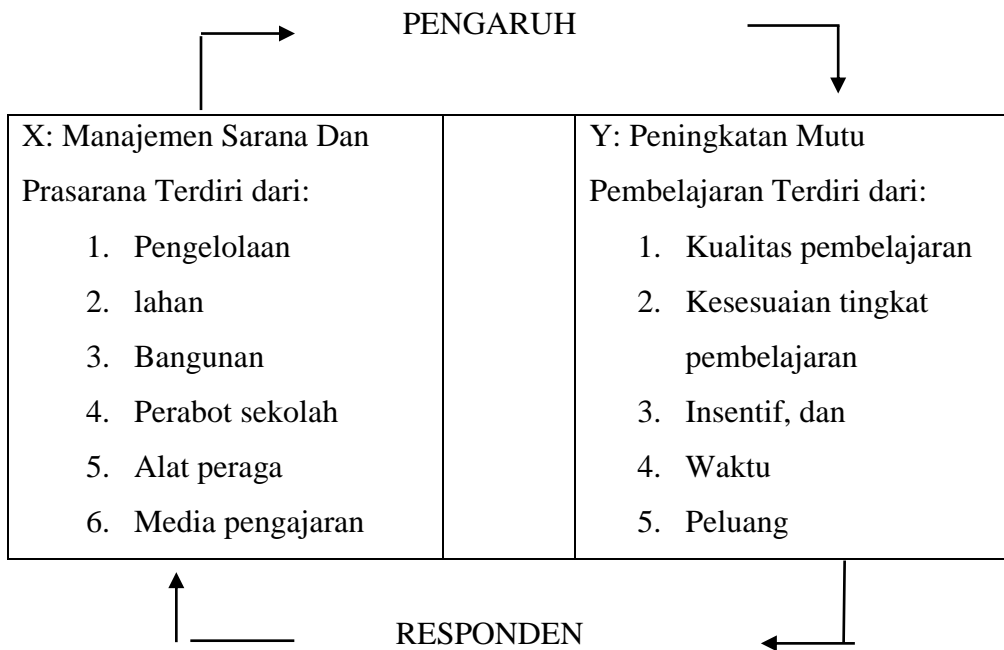 PENGARUH
X: Manajemen Sarana Dan
Prasarana Terdiri dari:
1. Pengelolaan
2. lahan
3. Bangunan
4. Perabot sekolah
5. Alat peraga
6. Media pengajaran
Y: Peningkatan Mutu
Pembelajaran Terdiri dari:
1. Kualitas pembelajaran
2. Kesesuaian tingkat
pembelajaran
3. Insentif, dan
4. Waktu
5. Peluang
RESPONDEN